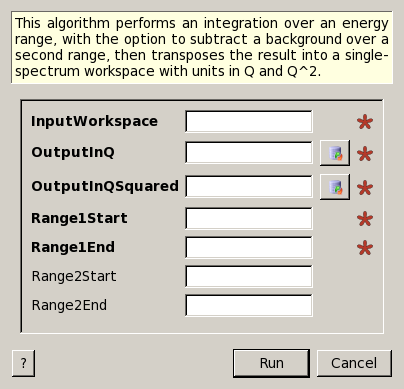 This algorithm performs an integration over an energy
range, with the option to subtract a background over a
second range, then transposes the result into a single-
spectrum workspace with units in Q and Q^2.
InputWorkspace
OutputInQ
OutputInQSquared
Range1Start
Range1End
Range2Start
Range2End
? Run Cancel